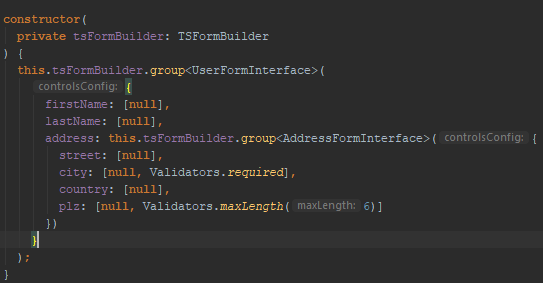 constructor(
  private tsFormBuilder: TSFormBuilder
) {
  this.tsFormBuilder.group<UserFormInterface>(
    controlsConfig: {
      firstName: [null],
      lastName: [null],
      address: this.tsFormBuilder.group<AddressFormInterface>( controlsConfig: {
        street: [null],
        city: [null, Validators.required],
        country: [null],
        plz: [null, Validators.maxLength( maxLength: 6)]
      })
    }
  );
}